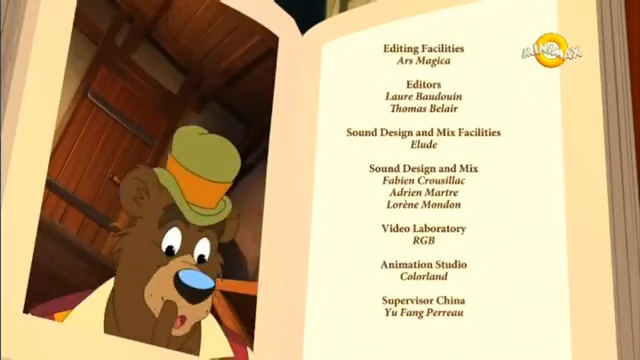 MINIMAX
Editing Facilities
Ars Magica
Editors
Laure Baudouin
Thomas Belair
Sound Design and Mix Facilities
Elude
Sound Design and Mix
Fabien Crousillac
Adrien Martre
Lorène Mondon
Video Laboratory
RGB
Animation Studio
Colorland
Supervisor China
Yu Fang Perreau